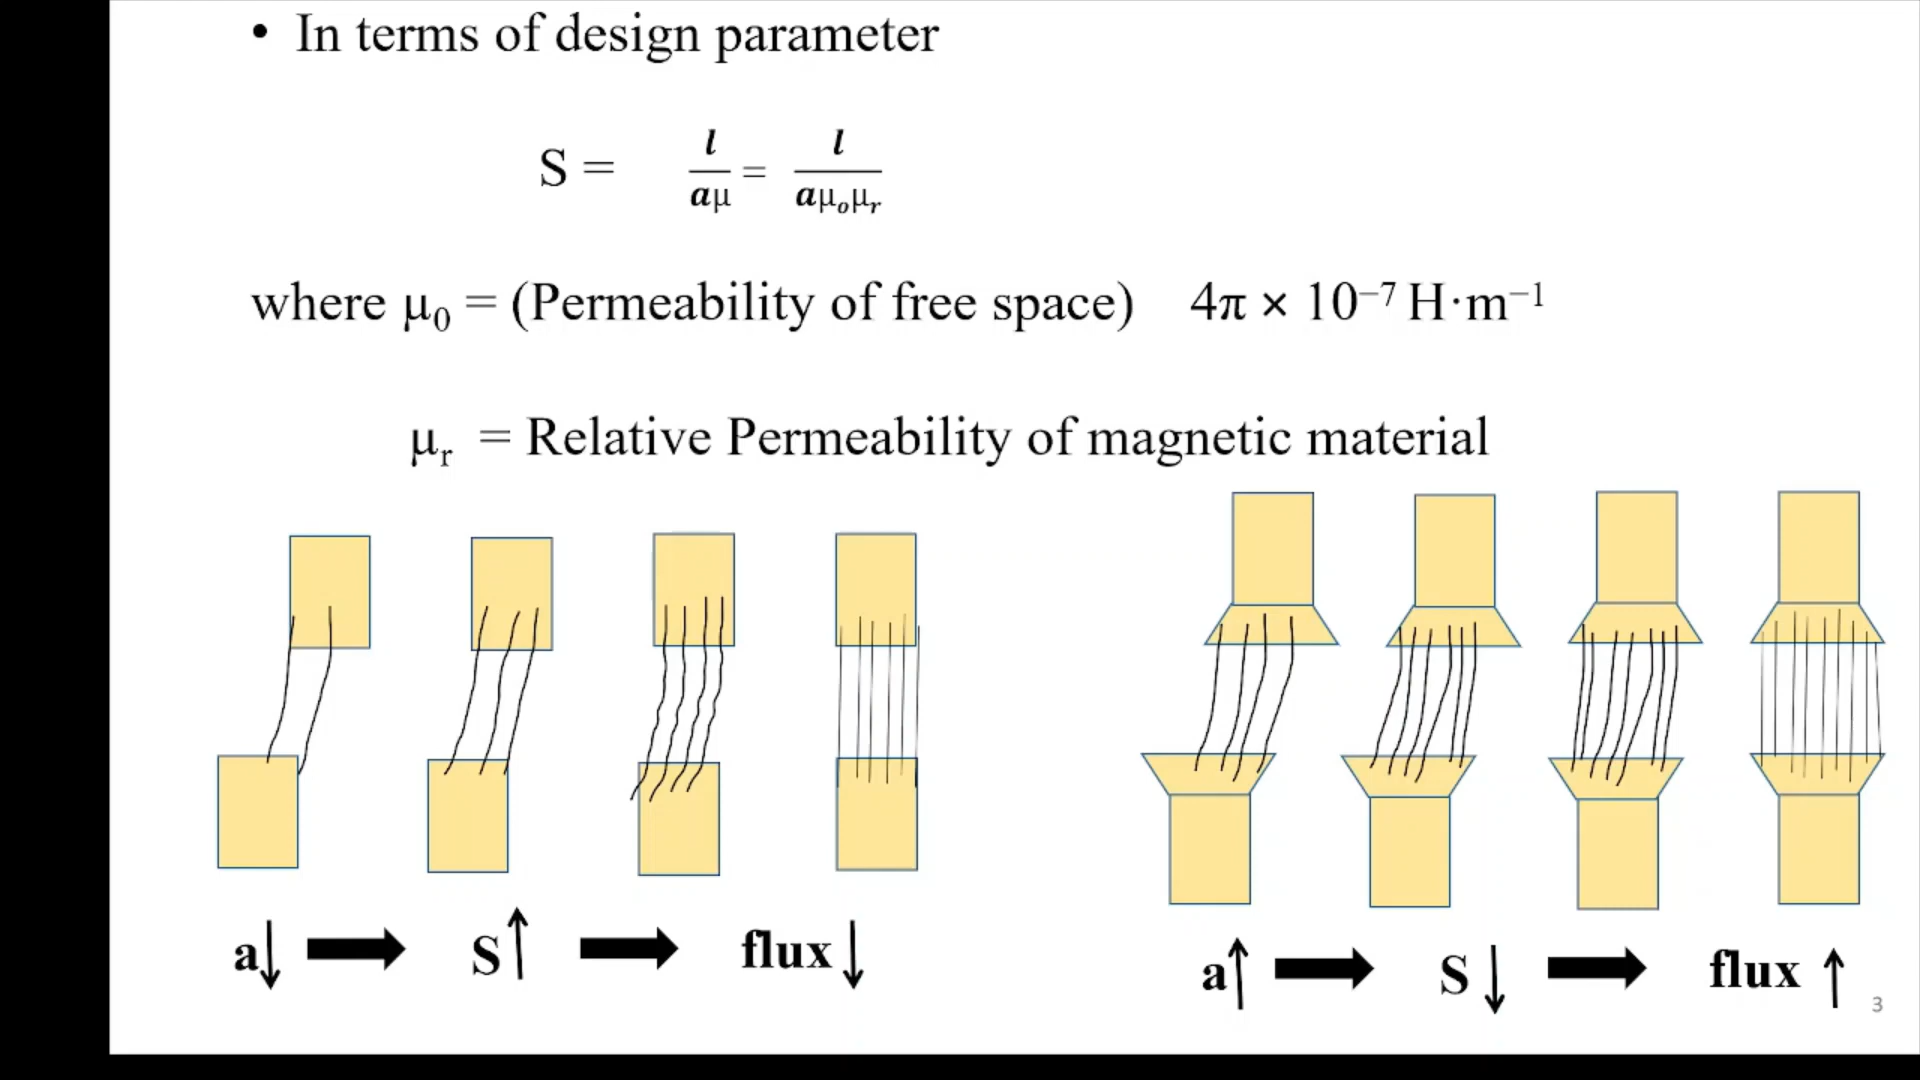 • In terms of design parameter
S = l/aμ = l/aμₒμᵣ
where μ₀ = (Permeability of free space) 4π × 10⁻⁷ H·m⁻¹
μᵣ = Relative Permeability of magnetic material
a↓ ➡ S↑ ➡ flux↓
a↑ ➡ S↓ ➡ flux↑
3